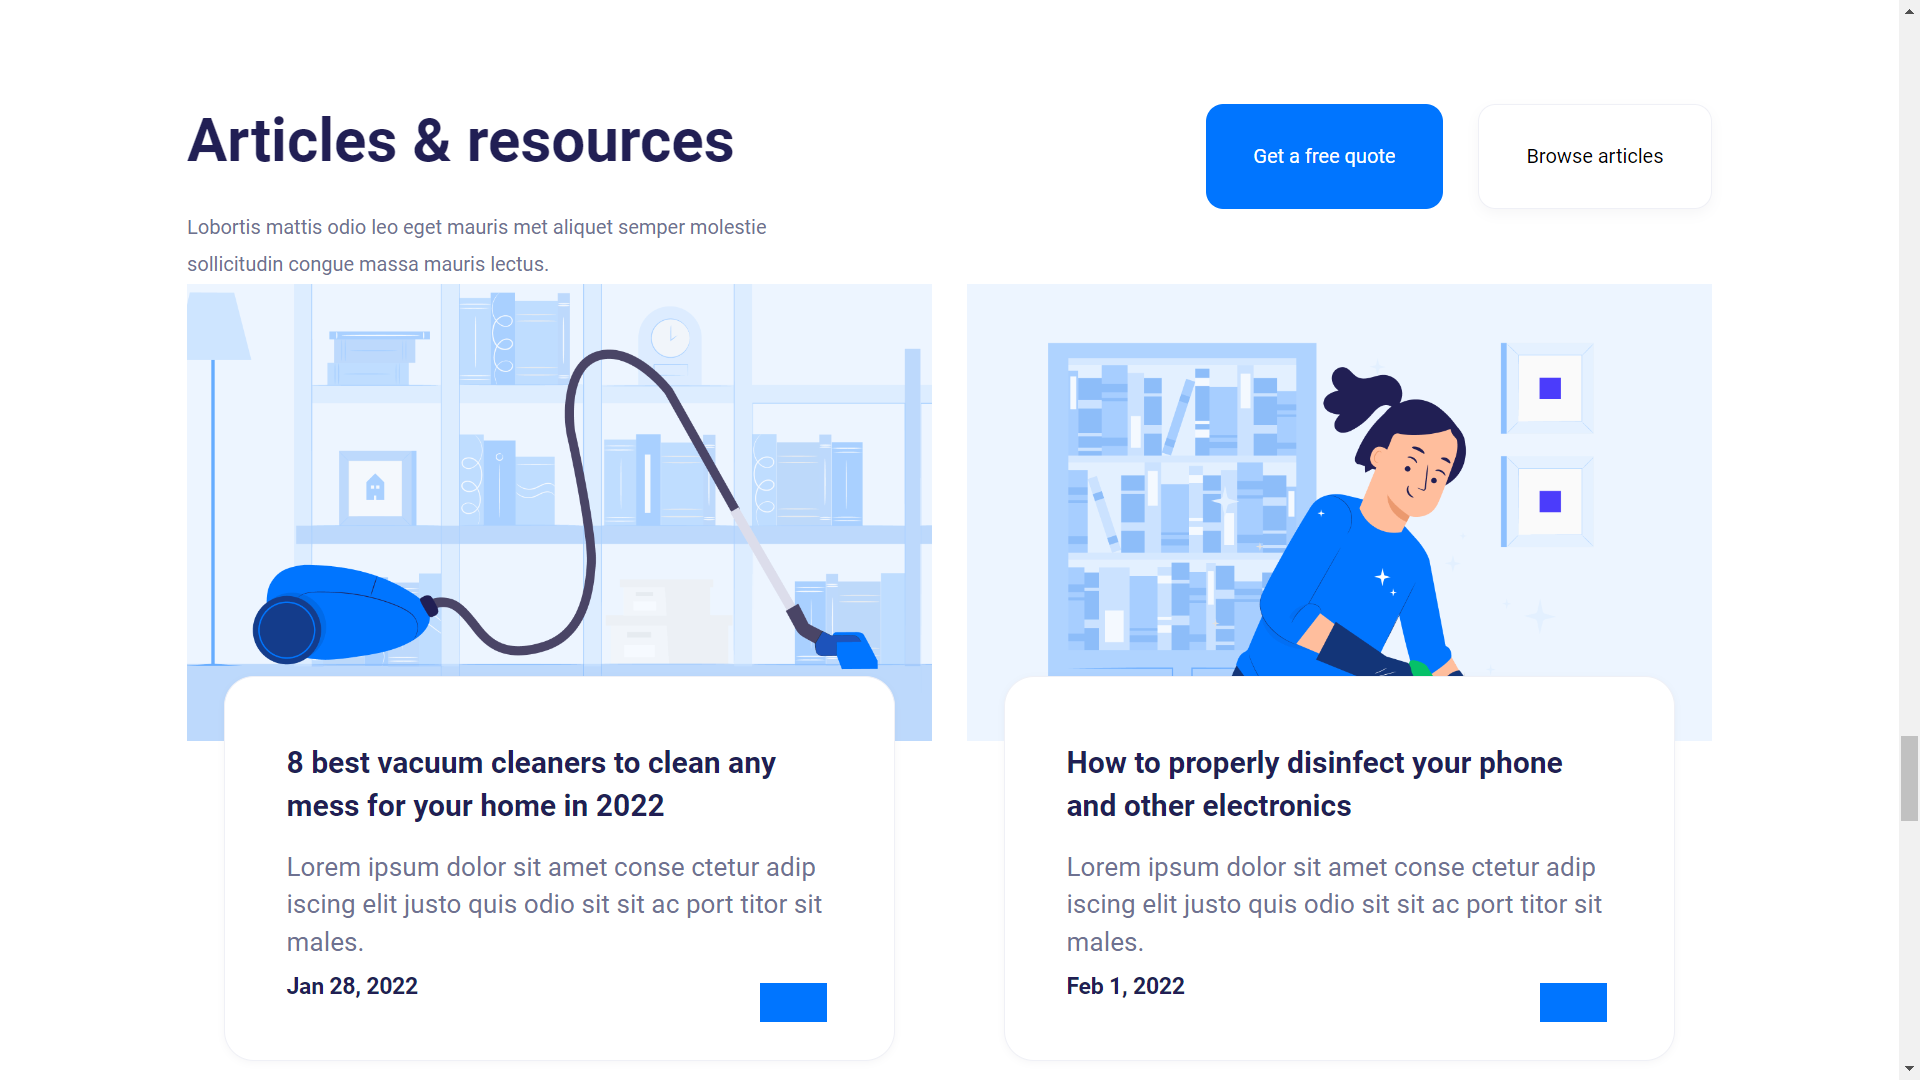 Articles & resources
Get a free quote
Browse articles
Lobortis mattis odio leo eget mauris met aliquet semper molestie
sollicitudin congue massa mauris lectus.
8 best vacuum cleaners to clean any
mess for your home in 2022
Lorem ipsum dolor sit amet conse ctetur adip
iscing elit justo quis odio sit sit ac port titor sit
males.
Jan 28, 2022
How to properly disinfect your phone
and other electronics
Lorem ipsum dolor sit amet conse ctetur adip
iscing elit justo quis odio sit sit ac port titor sit
males.
Feb 1, 2022